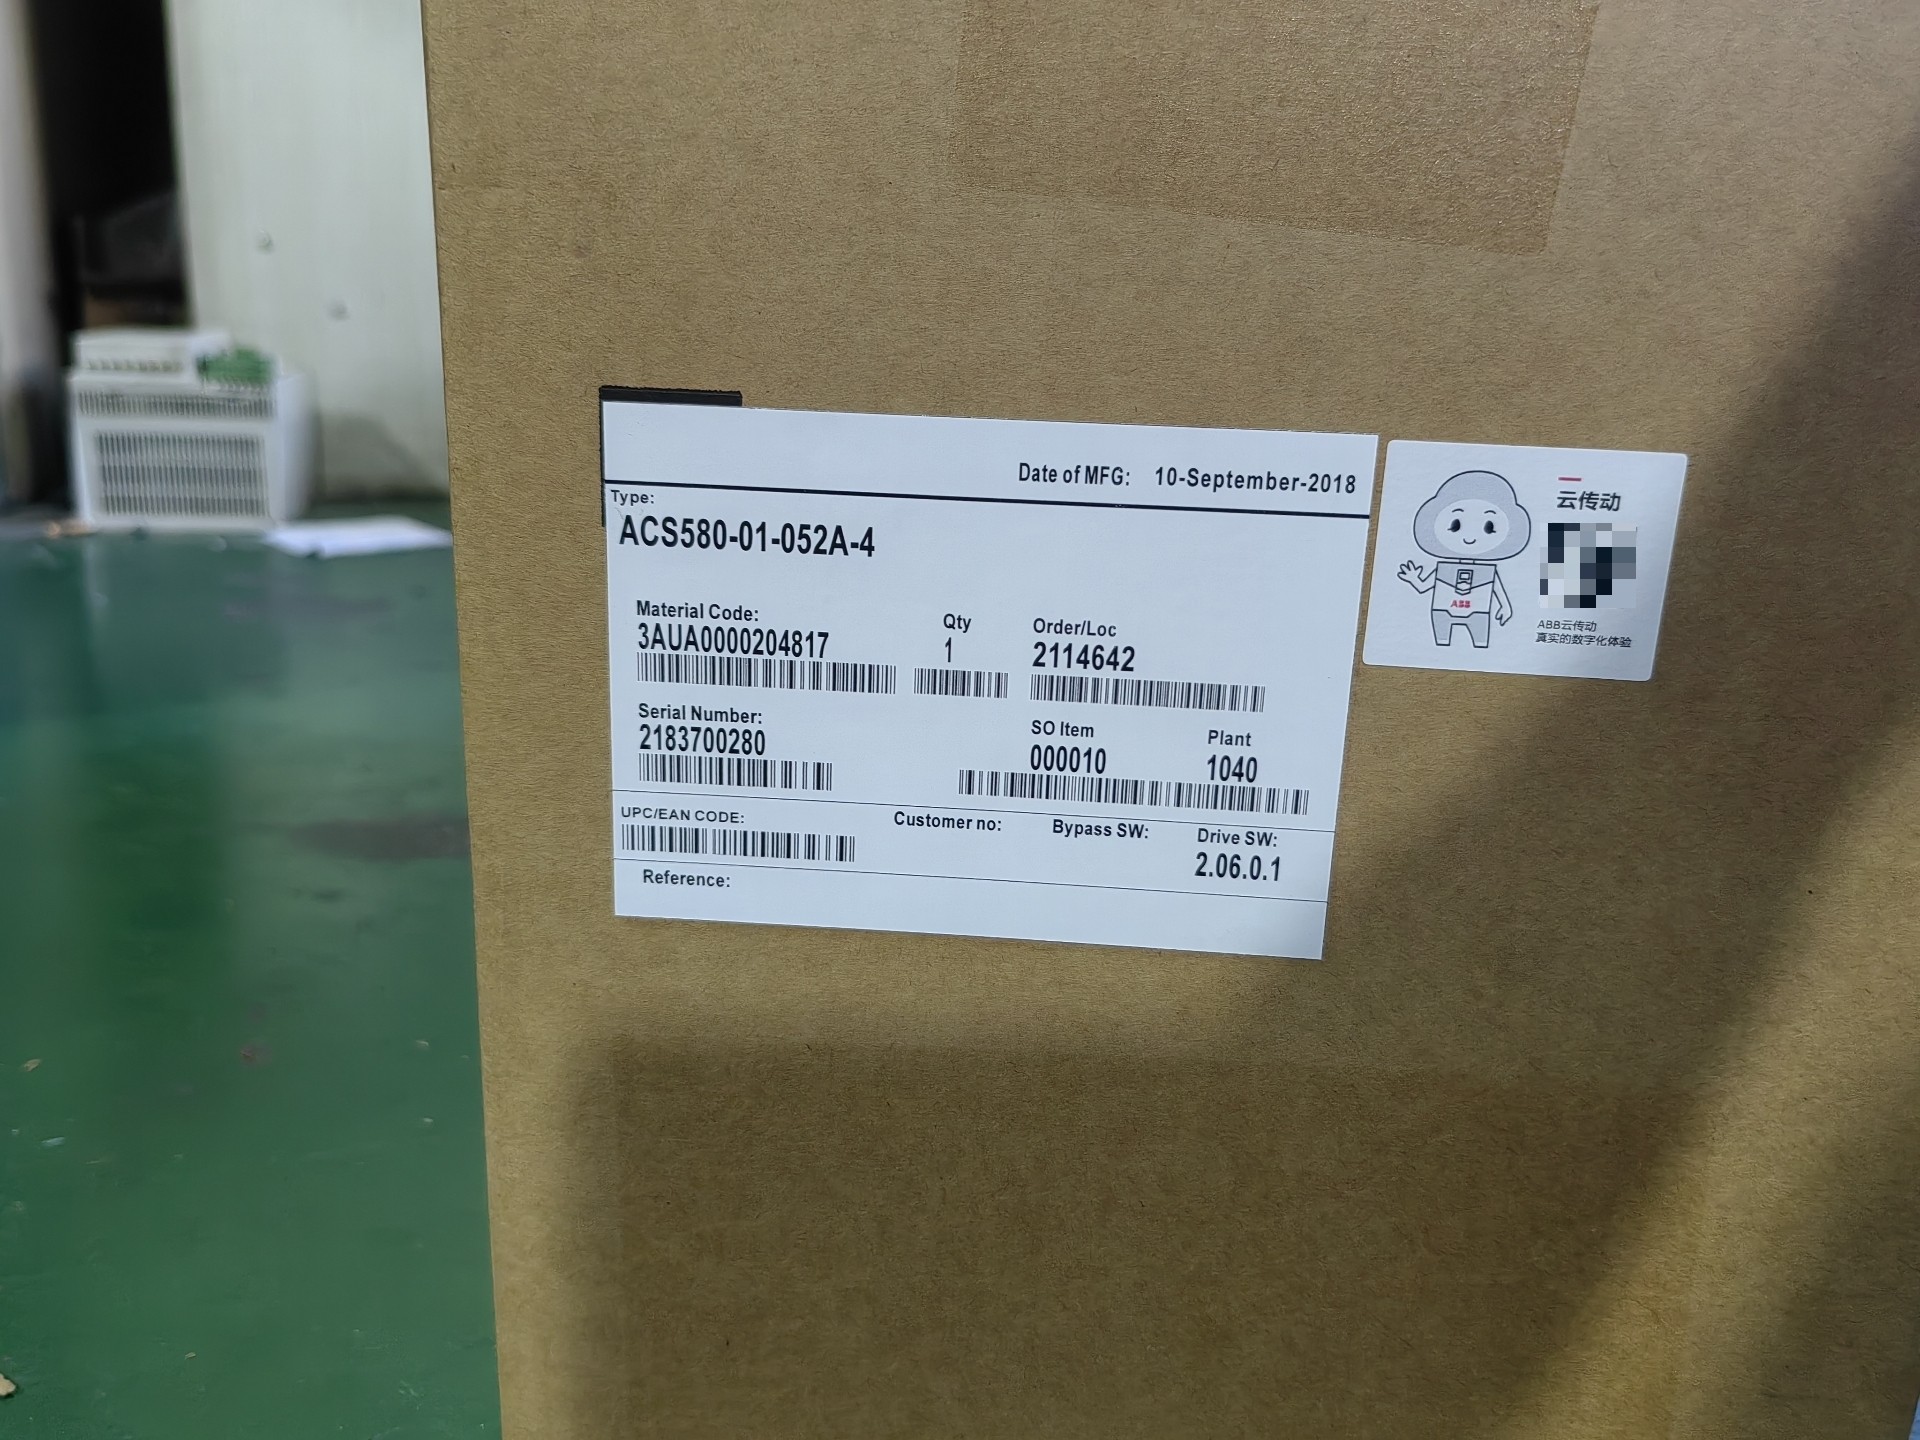 Date of MFG: 10-September-2018
Type:
ACS580-01-052A-4
Material Code:
3AUA0000204817
Qty
1
Order/Loc
2114642
Serial Number:
2183700280
SO Item
000010
Plant
1040
UPC/EAN CODE:
Customer no:
Bypass SW:
Drive SW:
2.06.0.1
Reference:
云传动
ABB
ABB云传动
真实的数字化体验